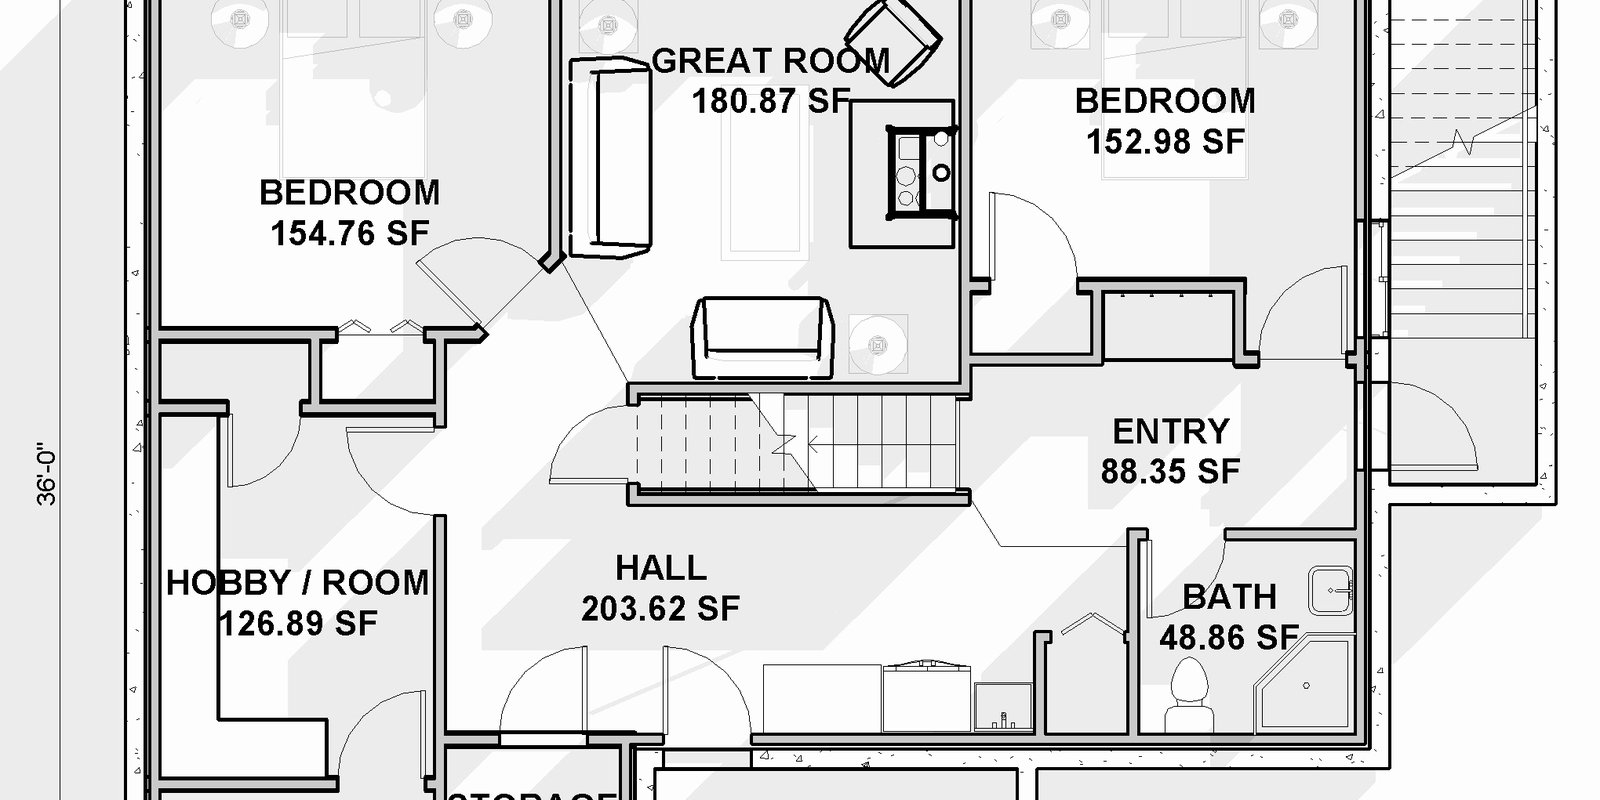 GREAT ROOM
180.87 SF
BEDROOM
152.98 SF
BEDROOM
154.76 SF
ENTRY
88.35 SF
36'-0"
HALL
203.62 SF
HOBBY / ROOM
126.89 SF
BATH
48.86 SF
STORAGE